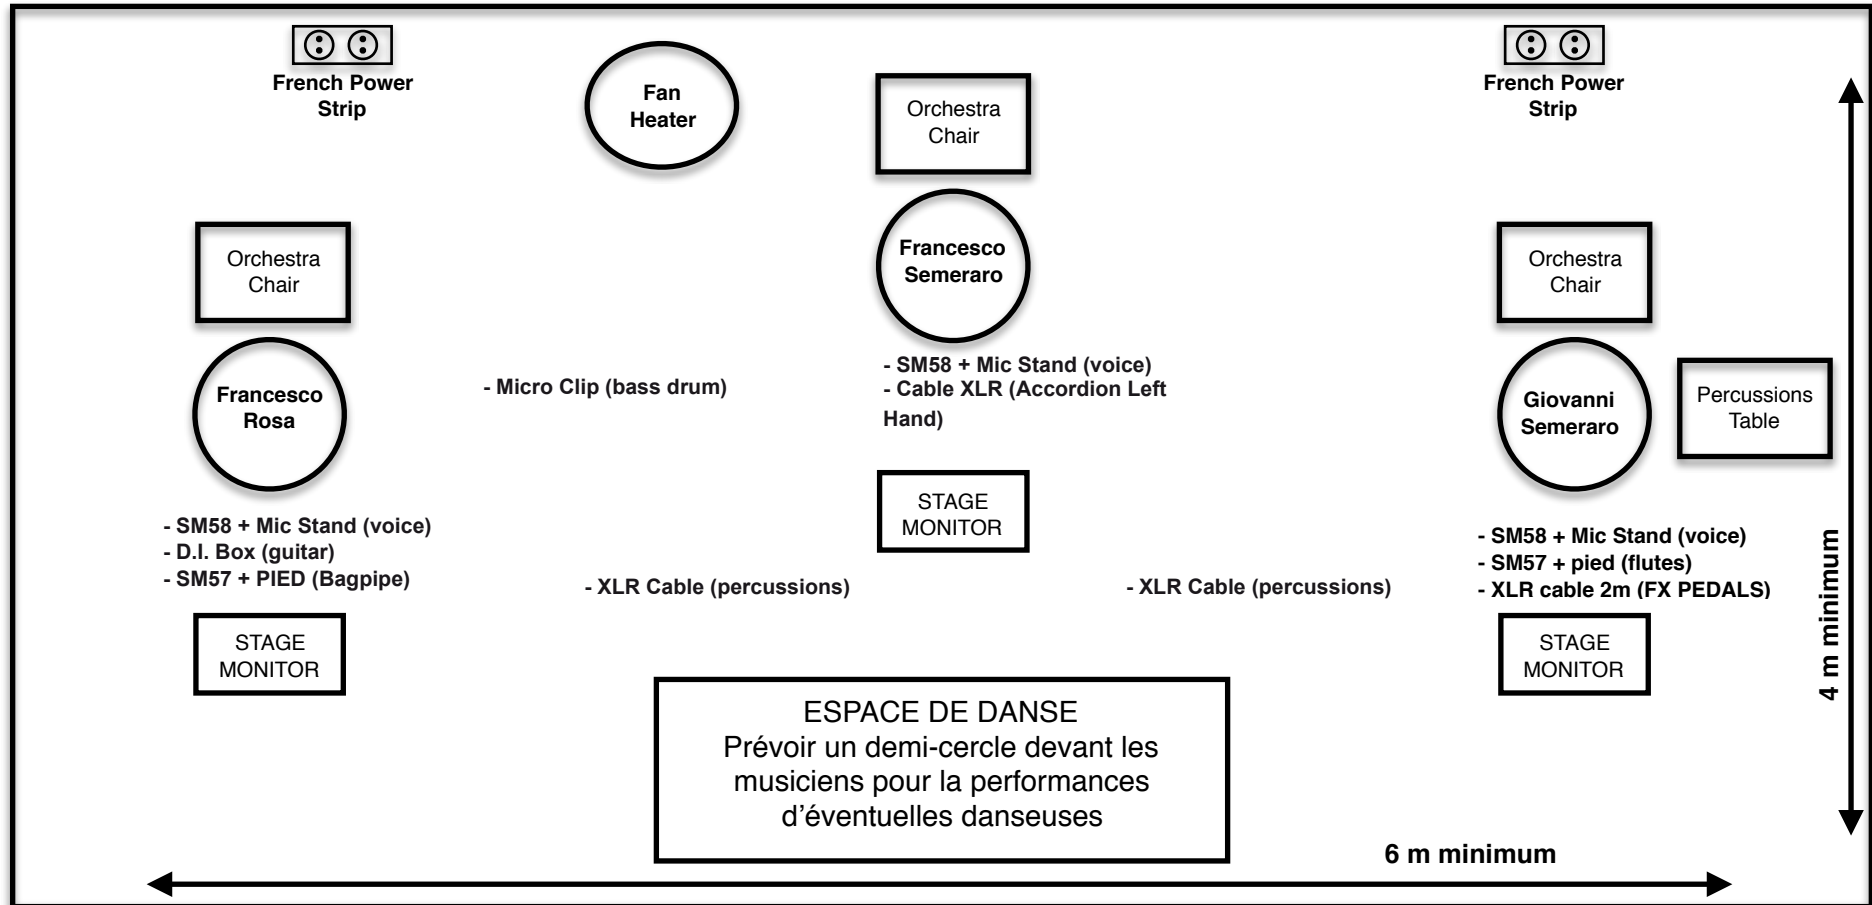 French Power
Strip
Fan
Heater
Orchestra
Chair
French Power
Strip
Orchestra
Chair
Francesco
Semeraro
Orchestra
Chair
Francesco
Rosa
- Micro Clip (bass drum)
- SM58 + Mic Stand (voice)
- Cable XLR (Accordion Left
Hand)
Giovanni
Semeraro
Percussions
Table
STAGE
MONITOR
- SM58 + Mic Stand (voice)
- D.I. Box (guitar)
- SM57 + PIED (Bagpipe)
- XLR Cable (percussions)
- XLR Cable (percussions)
- SM58 + Mic Stand (voice)
- SM57 + pied (flutes)
- XLR cable 2m (FX PEDALS)
4 m minimum
STAGE
MONITOR
STAGE
MONITOR
ESPACE DE DANSE
Prévoir un demi-cercle devant les
musiciens pour la performances
d’éventuelles danseuses
6 m minimum